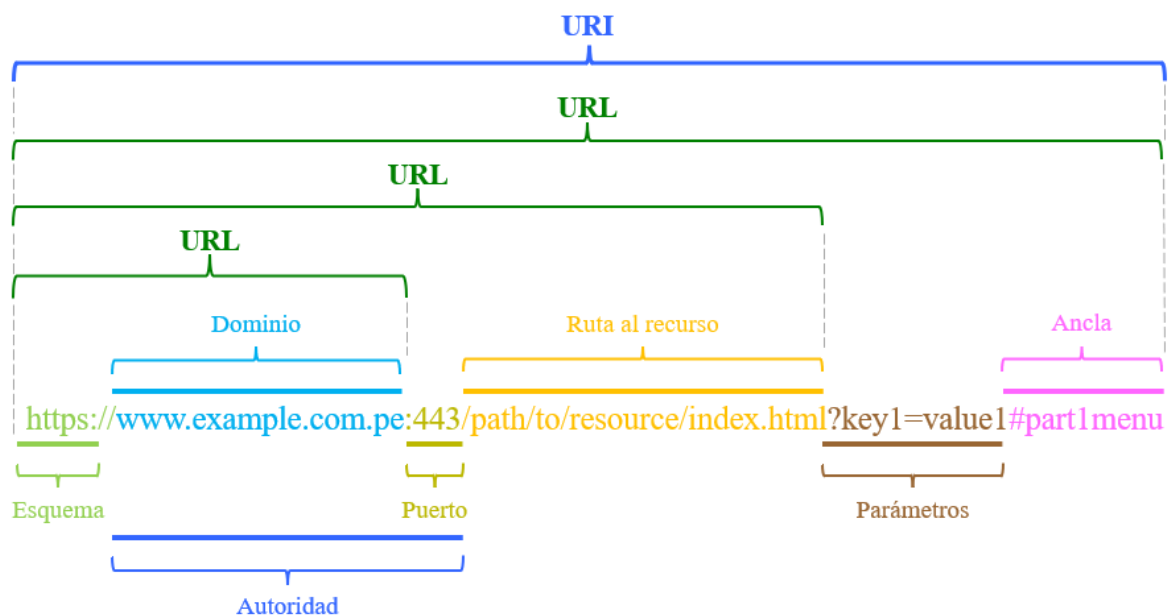 URI
URL
URL
URL
Dominio Ruta al recurso Ancla
https://www.example.com.pe:443/path/to/resource/index.html?key1=value1#part1menu
Esquema Puerto Parámetros
Autoridad